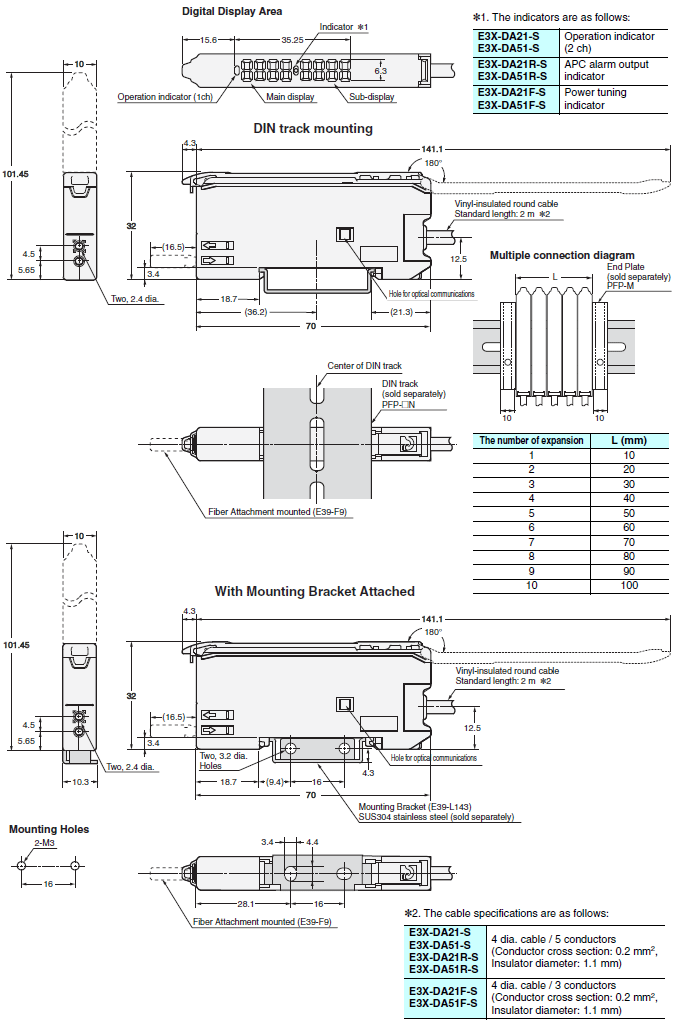 Digital Display Area
Indicator ✻1
15.6
35.25
10
6.3
Operation indicator (1ch)
Main display
Sub-display
✻1. The indicators are as follows:
E3X-DA21-S
E3X-DA51-S
Operation indicator
(2 ch)
E3X-DA21R-S
E3X-DA51R-S
APC alarm output
indicator
E3X-DA21F-S
E3X-DA51F-S
Power tuning
indicator
DIN track mounting
4.3
141.1
180°
101.45
32
Vinyl-insulated round cable
Standard length: 2 m ✻2
(16.5)
4.5
5.65
3.4
12.5
Two, 2.4 dia.
18.7
Hole for optical communications
(36.2)
(21.3)
70
Multiple connection diagram
L
End Plate
(sold separately)
PFP-M
10
10
Center of DIN track
DIN track
(sold separately)
PFP-□N
Fiber Attachment mounted (E39-F9)
The number of expansion
L (mm)
1
10
2
20
3
30
4
40
5
50
6
60
7
70
8
80
9
90
10
100
With Mounting Bracket Attached
10
4.3
141.1
180°
101.45
32
Vinyl-insulated round cable
Standard length: 2 m ✻2
(16.5)
4.5
5.65
3.4
12.5
Two, 2.4 dia.
Two, 3.2 dia.
Holes
Hole for optical communications
4.3
10.3
18.7
(9.4)
16
70
Mounting Bracket (E39-L143)
SUS304 stainless steel (sold separately)
Mounting Holes
2-M3
16
3.4
4.4
28.1
16
Fiber Attachment mounted (E39-F9)
✻2. The cable specifications are as follows:
E3X-DA21-S
E3X-DA51-S
E3X-DA21R-S
E3X-DA51R-S
4 dia. cable / 5 conductors
(Conductor cross section: 0.2 mm²,
Insulator diameter: 1.1 mm)
E3X-DA21F-S
E3X-DA51F-S
4 dia. cable / 3 conductors
(Conductor cross section: 0.2 mm²,
Insulator diameter: 1.1 mm)